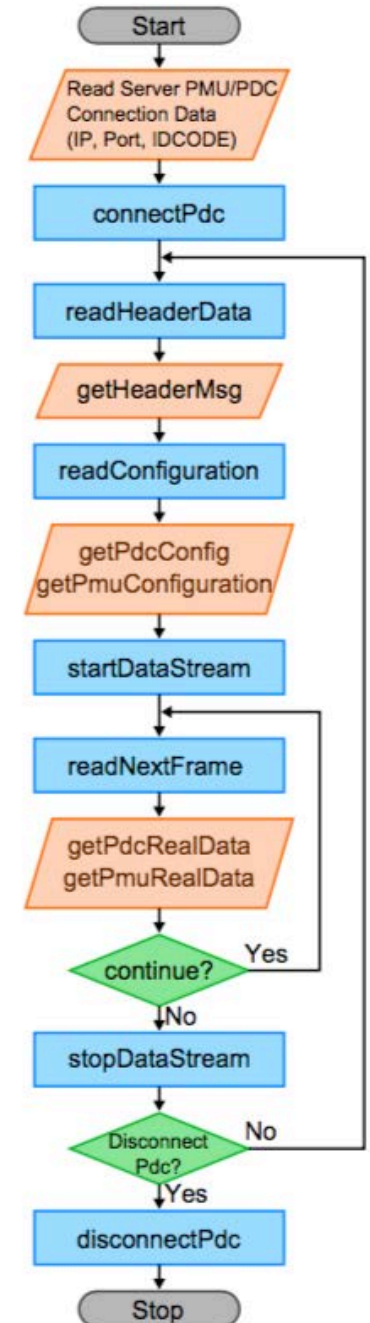 Start
Read Server PMU/PDC
Connection Data
(IP, Port, IDCODE)
connectPdc
readHeaderData
getHeaderMsg
readConfiguration
getPdcConfig
getPmuConfiguration
startDataStream
readNextFrame
getPdcRealData
getPmuRealData
continue?
Yes
No
stopDataStream
Disconnect
Pdc?
No
Yes
disconnectPdc
Stop